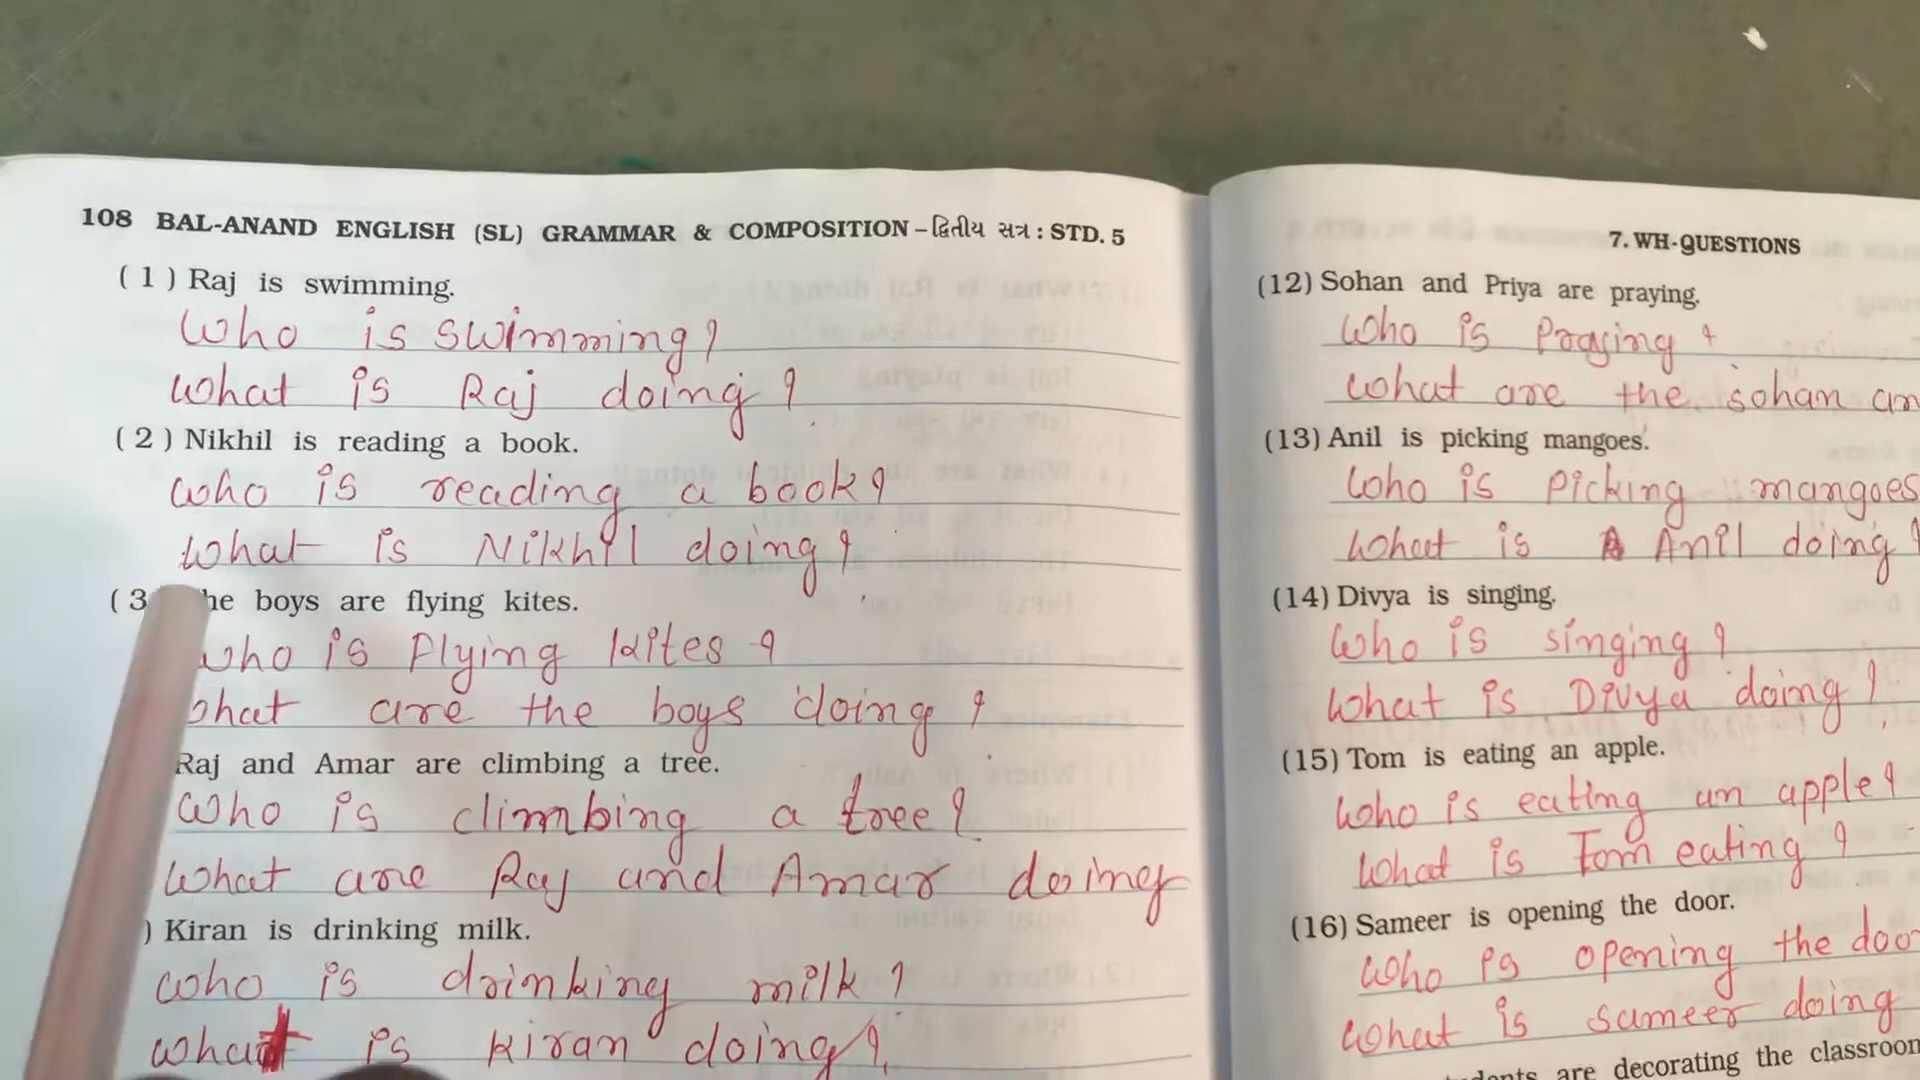 108 BAL-ANAND ENGLISH (SL) GRAMMAR & COMPOSITION – દ્વિતીય સત્ર : STD. 5
( 1 ) Raj is swimming.
Who is swimming?
What is Raj doing?
( 2 ) Nikhil is reading a book.
Who is reading a book?
What is Nikhil doing?
( 3 he boys are flying kites.
Who is Flying kites?
what are the boys doing?
Raj and Amar are climbing a tree.
Who is climbing a tree?
What are Raj and Amar doing
) Kiran is drinking milk.
Who is drinking milk?
What is kiran doing?
7. WH-QUESTIONS
(12) Sohan and Priya are praying.
Who is Praying?
What are the sohan an
(13) Anil is picking mangoes.
Who is Picking mangoes
What is Anil doing?
(14) Divya is singing.
Who is singing?
What is Divya doing?
(15) Tom is eating an apple.
Who is eating an apple?
What is Tom eating?
(16) Sameer is opening the door.
Who is opening the doo
What is sameer doing
dents are decorating the classroom